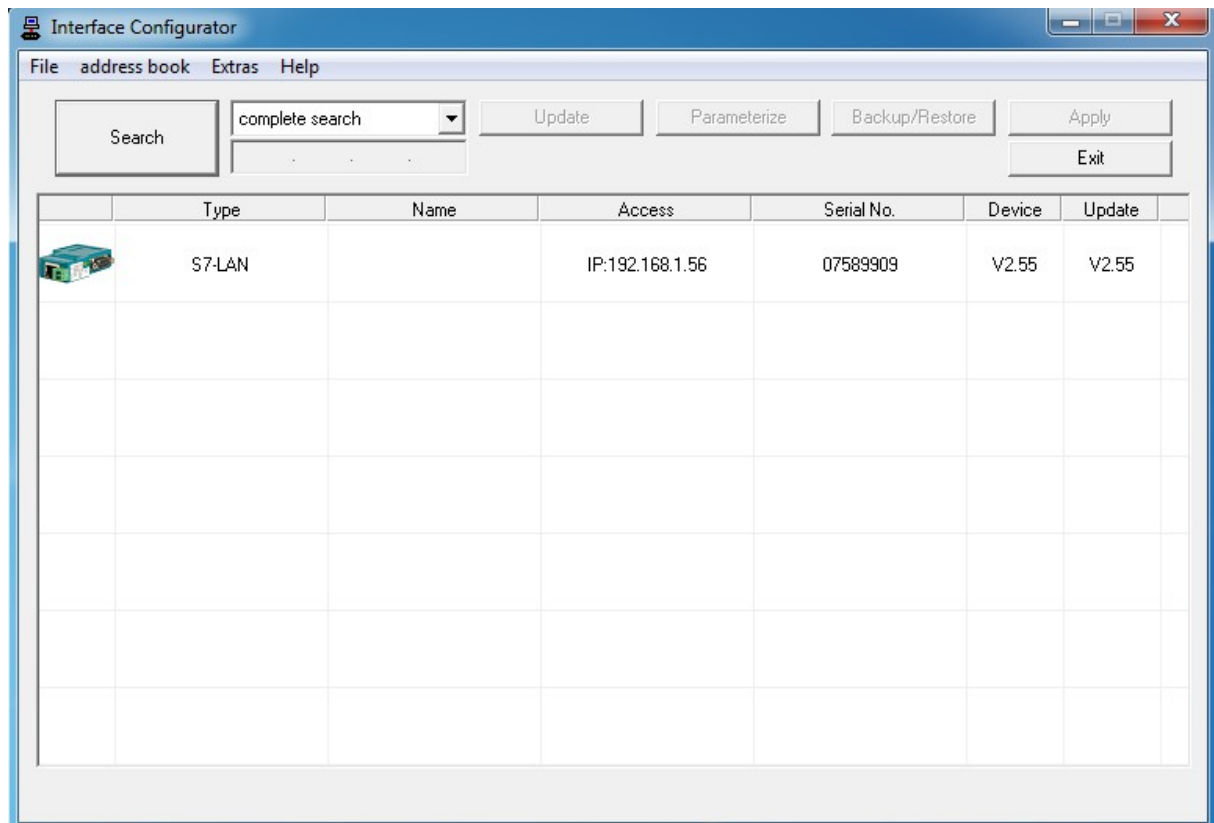 Interface Configurator
File address book Extras Help
Search
complete search
Update
Parameterize
Backup/Restore
Apply
. . .
Exit
Type Name Access Serial No. Device Update
S7-LAN IP:192.168.1.56 07589909 V2.55 V2.55